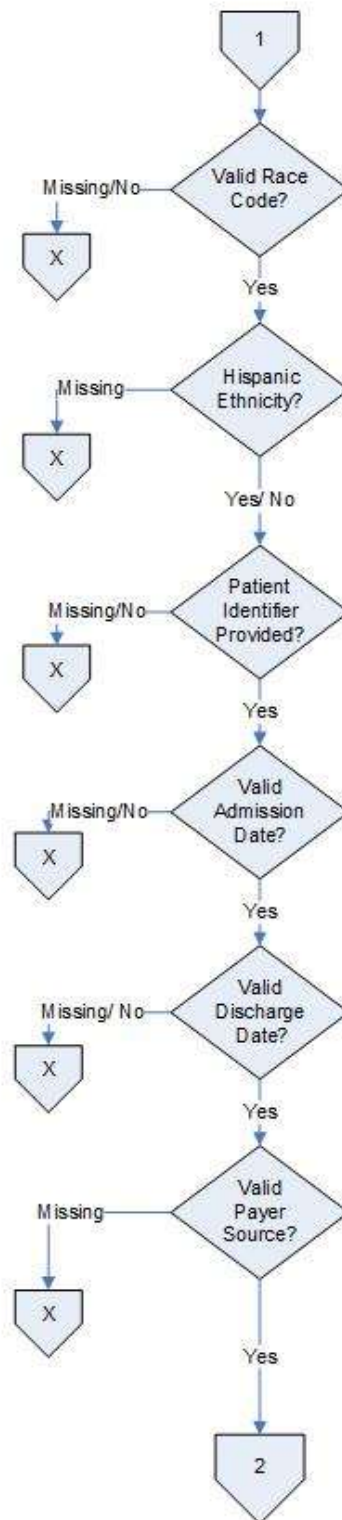 1
Valid Race
Code?
Missing/No
X
Yes
Hispanic
Ethnicity?
Missing
X
Yes/ No
Patient
Identifier
Provided?
Missing/No
X
Yes
Valid
Admission
Date?
Missing/No
X
Yes
Valid
Discharge
Date?
Missing/ No
X
Yes
Valid
Payer
Source?
Missing
X
Yes
2